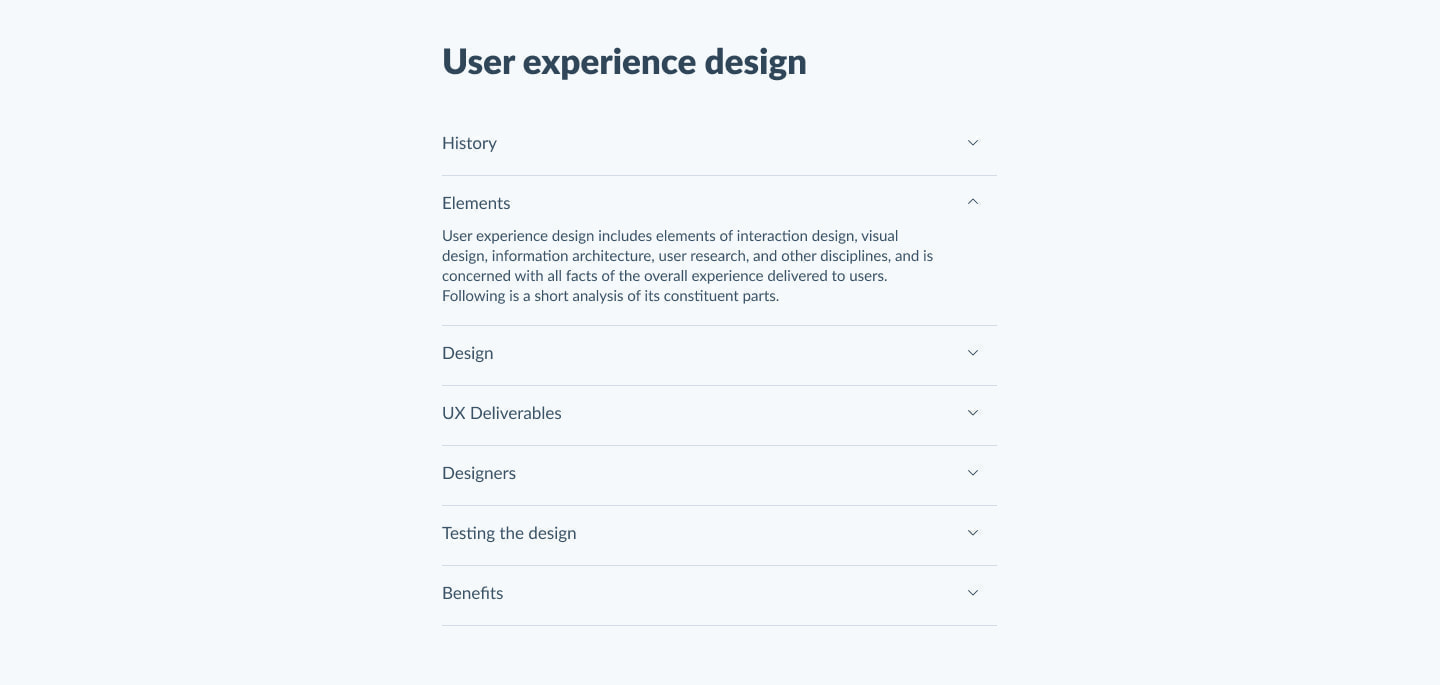 User experience design
History
Elements
User experience design includes elements of interaction design, visual
design, information architecture, user research, and other disciplines, and is
concerned with all facts of the overall experience delivered to users.
Following is a short analysis of its constituent parts.
Design
UX Deliverables
Designers
Testing the design
Benefits